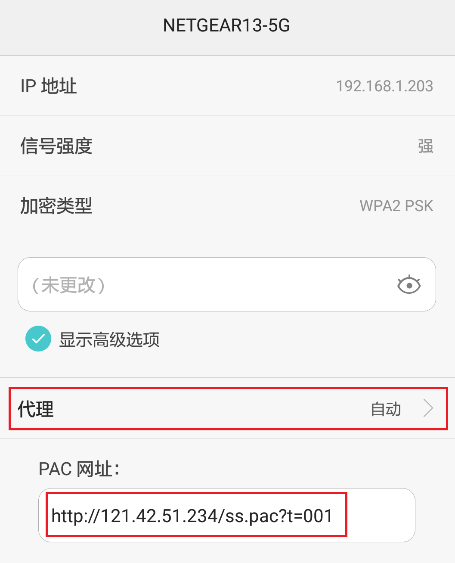 NETGEAR13-5G
IP 地址 192.168.1.203
信号强度 强
加密类型 WPA2 PSK
（未更改）
显示高级选项
代理 自动
PAC 网址：
http://121.42.51.234/ss.pac?t=001